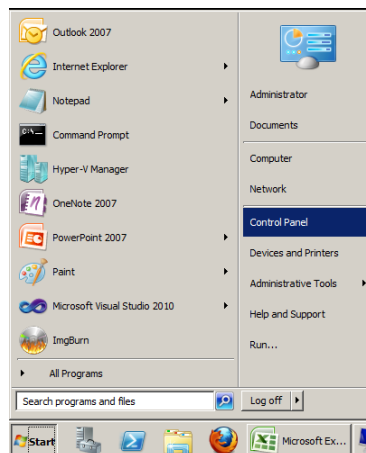 Outlook 2007
Internet Explorer
Notepad
C:\_
Command Prompt
Hyper-V Manager
OneNote 2007
PowerPoint 2007
Paint
Microsoft Visual Studio 2010
ImgBurn
All Programs
Search programs and files
Administrator
Documents
Computer
Network
Control Panel
Devices and Printers
Administrative Tools
Help and Support
Run...
Log off
Start
Microsoft Ex...